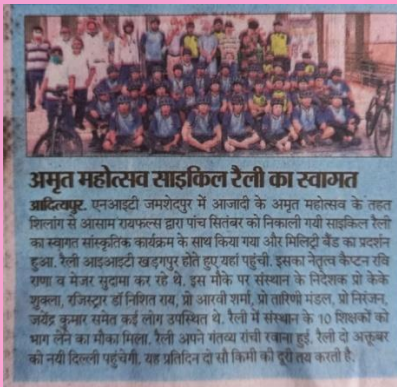 अमृत महोत्सव साइकिल रैली का स्वागत
आदित्यपुर. एनआइटी जमशेदपुर में आजादी के अमृत महोत्सव के तहत
शिलांग से आसाम रायफल्स द्वारा पांच सितंबर को निकाली गयी साइकिल रैली
का स्वागत सांस्कृतिक कार्यक्रम के साथ किया गया और मिलिट्री बैंड का प्रदर्शन
हुआ. रैली आइआइटी खड़गपुर होते हुए यहां पहुंची. इसका नेतृत्व कैप्टन रवि
राणा व मेजर सुदामा कर रहे थे. इस मौके पर संस्थान के निदेशक प्रो केके
शुक्ला, रजिस्ट्रार डॉ निशित राय, प्रो आरवी शर्मा, प्रो तारिणी मंडल, प्रो निरंजन,
जयेंद्र कुमार समेत कई लोग उपस्थित थे. रैली में संस्थान के 10 शिक्षकों को
भाग लेने का मौका मिला. रैली अपने गंतव्य रांची रवाना हुई. रैली दो अक्तूबर
को नयी दिल्ली पहुंचेगी. यह प्रतिदिन दो सौ किमी की दूरी तय करती है.